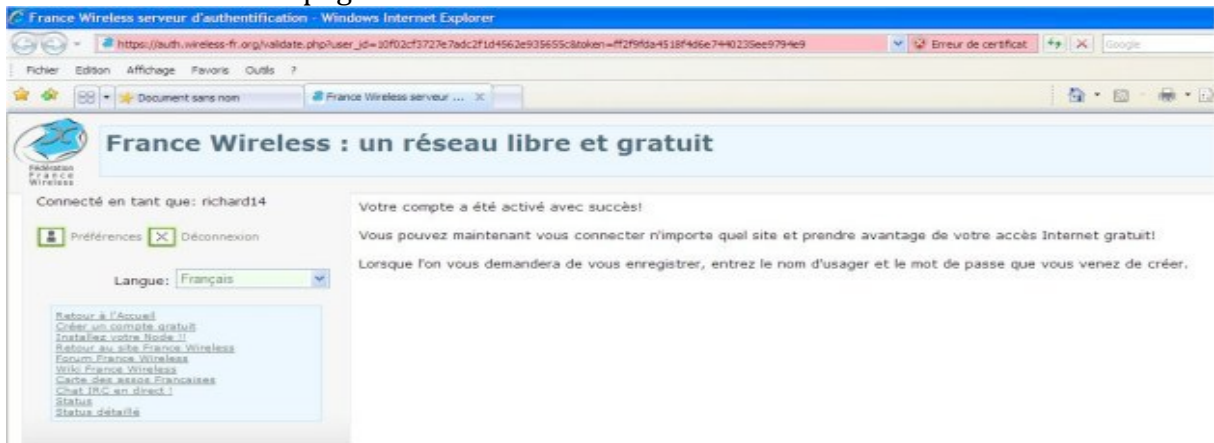 France Wireless serveur d'authentification - Windows Internet Explorer
https://auth.wireless-fr.org/validate.php?user_id=10f02cf3727e7adc2f1d4562e935655c&token=ff2f9fda4518f4d6e7440235ee9794e9
Erreur de certificat
Google
Fichier Edition Affichage Favoris Outils ?
Document sans nom
France Wireless serveur ...
France Wireless : un réseau libre et gratuit
Fédération
France
Wireless
Connecté en tant que: richard14
Préférences Déconnexion
Langue: Français
Retour à l'Accueil
Créer un compte gratuit
Installez votre Node !!
Retour au site France Wireless
Forum France Wireless
Wiki France Wireless
Carte des assos Francaises
Chat IRC en direct !
Status
Status détaillé
Votre compte a été activé avec succès!
Vous pouvez maintenant vous connecter n'importe quel site et prendre avantage de votre accès Internet gratuit!
Lorsque l'on vous demandera de vous enregistrer, entrez le nom d'usager et le mot de passe que vous venez de créer.